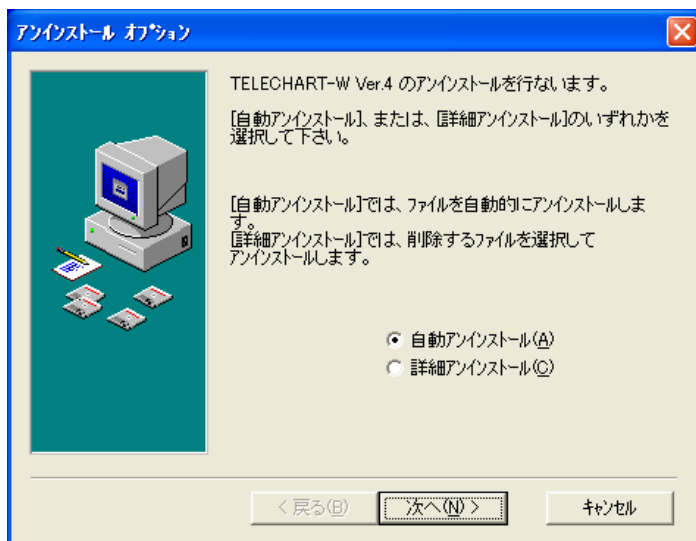 アンインストール オプション
TELECHART-W Ver.4 のアンインストールを行ないます。
[自動アンインストール]、または、[詳細アンインストール]のいずれかを
選択して下さい。
[自動アンインストール]では、ファイルを自動的にアンインストールしま
す。
[詳細アンインストール]では、削除するファイルを選択して
アンインストールします。
自動アンインストール(A)
詳細アンインストール(C)
< 戻る(B)
次へ(N) >
キャンセル